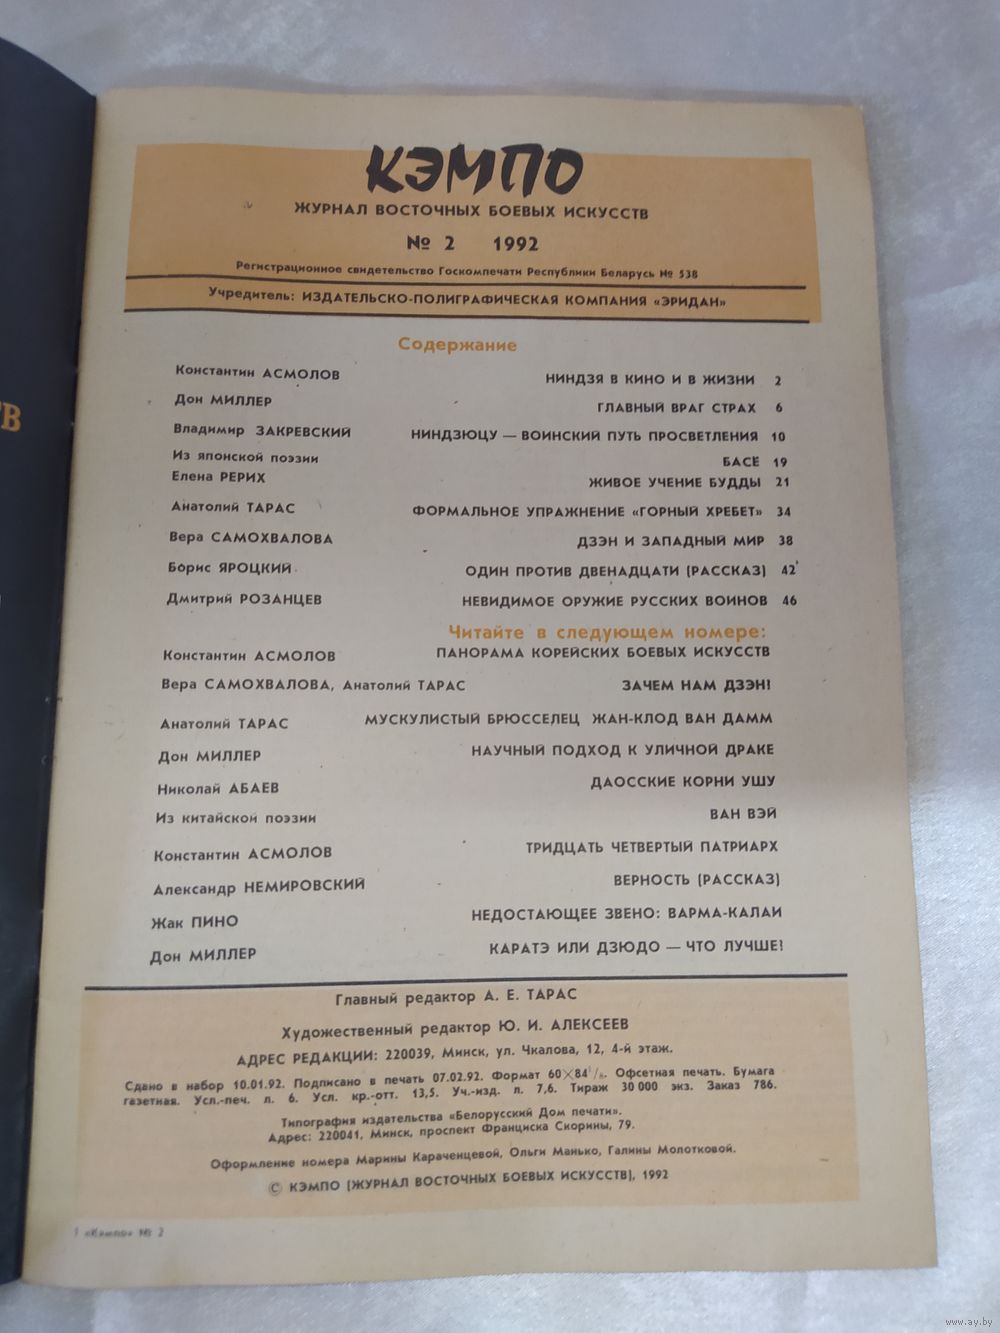 ТВ
КЭМПО
ЖУРНАЛ ВОСТОЧНЫХ БОЕВЫХ ИСКУССТВ
№ 2 1992
Регистрационное свидетельство Госкомпечати Республики Беларусь № 538
Учредитель: ИЗДАТЕЛЬСКО-ПОЛИГРАФИЧЕСКАЯ КОМПАНИЯ «ЭРИДАН»
Содержание
Константин АСМОЛОВ НИНДЗЯ В КИНО И В ЖИЗНИ 2
Дон МИЛЛЕР ГЛАВНЫЙ ВРАГ СТРАХ 6
Владимир ЗАКРЕВСКИЙ НИНДЗЮЦУ — ВОИНСКИЙ ПУТЬ ПРОСВЕТЛЕНИЯ 10
Из японской поэзии БАСЁ 19
Елена РЕРИХ ЖИВОЕ УЧЕНИЕ БУДДЫ 21
Анатолий ТАРАС ФОРМАЛЬНОЕ УПРАЖНЕНИЕ «ГОРНЫЙ ХРЕБЕТ» 34
Вера САМОХВАЛОВА ДЗЭН И ЗАПАДНЫЙ МИР 38
Борис ЯРОЦКИЙ ОДИН ПРОТИВ ДВЕНАДЦАТИ (РАССКАЗ) 42
Дмитрий РОЗАНЦЕВ НЕВИДИМОЕ ОРУЖИЕ РУССКИХ ВОИНОВ 46
Читайте в следующем номере:
Константин АСМОЛОВ ПАНОРАМА КОРЕЙСКИХ БОЕВЫХ ИСКУССТВ
Вера САМОХВАЛОВА, Анатолий ТАРАС ЗАЧЕМ НАМ ДЗЭН?
Анатолий ТАРАС МУСКУЛИСТЫЙ БРЮССЕЛЕЦ ЖАН-КЛОД ВАН ДАММ
Дон МИЛЛЕР НАУЧНЫЙ ПОДХОД К УЛИЧНОЙ ДРАКЕ
Николай АБАЕВ ДАОССКИЕ КОРНИ УШУ
Из китайской поэзии ВАН ВЭЙ
Константин АСМОЛОВ ТРИДЦАТЬ ЧЕТВЕРТЫЙ ПАТРИАРХ
Александр НЕМИРОВСКИЙ ВЕРНОСТЬ (РАССКАЗ)
Жак ПИНО НЕДОСТАЮЩЕЕ ЗВЕНО: ВАРМА-КАЛАИ
Дон МИЛЛЕР КАРАТЭ ИЛИ ДЗЮДО — ЧТО ЛУЧШЕ?
Главный редактор А. Е. ТАРАС
Художественный редактор Ю. И. АЛЕКСЕЕВ
АДРЕС РЕДАКЦИИ: 220039, Минск, ул. Чкалова, 12, 4-й этаж.
Сдано в набор 10.01.92. Подписано в печать 07.02.92. Формат 60×84 1/8. Офсетная печать. Бумага
газетная. Усл.-печ. л. 6. Усл. кр.-отт. 13,5. Уч.-изд. л. 7,6. Тираж 30 000 экз. Заказ 786.
Типография издательства «Белорусский Дом печати».
Адрес: 220041, Минск, проспект Франциска Скорины, 79.
Оформление номера Марины Караченцевой, Ольги Манько, Галины Молотковой.
© КЭМПО (ЖУРНАЛ ВОСТОЧНЫХ БОЕВЫХ ИСКУССТВ), 1992
1 «Кэмпо» № 2
www.ay.by